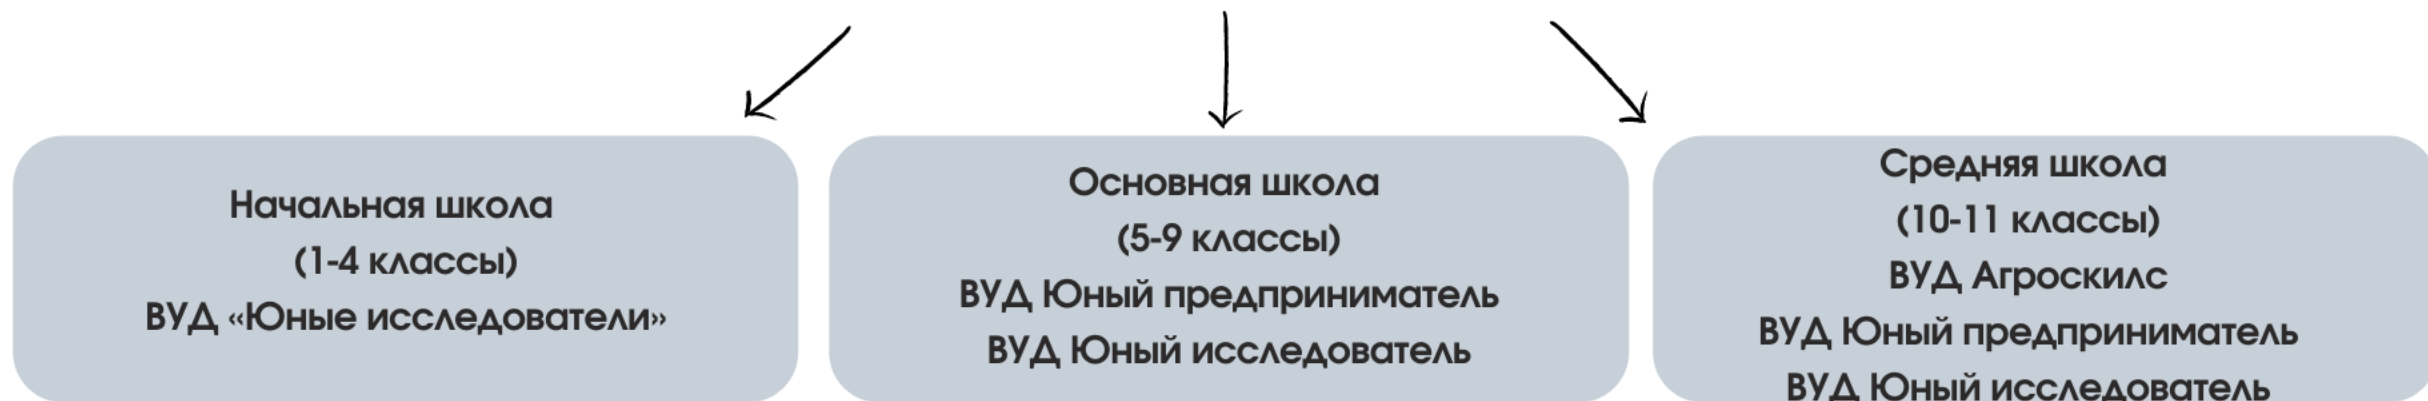 Начальная школа
(1-4 классы)
ВУД «Юные исследователи»
Основная школа
(5-9 классы)
ВУД Юный предприниматель
ВУД Юный исследователь
Средняя школа
(10-11 классы)
ВУД Агроскилс
ВУД Юный предприниматель
ВУД Юный исследователь